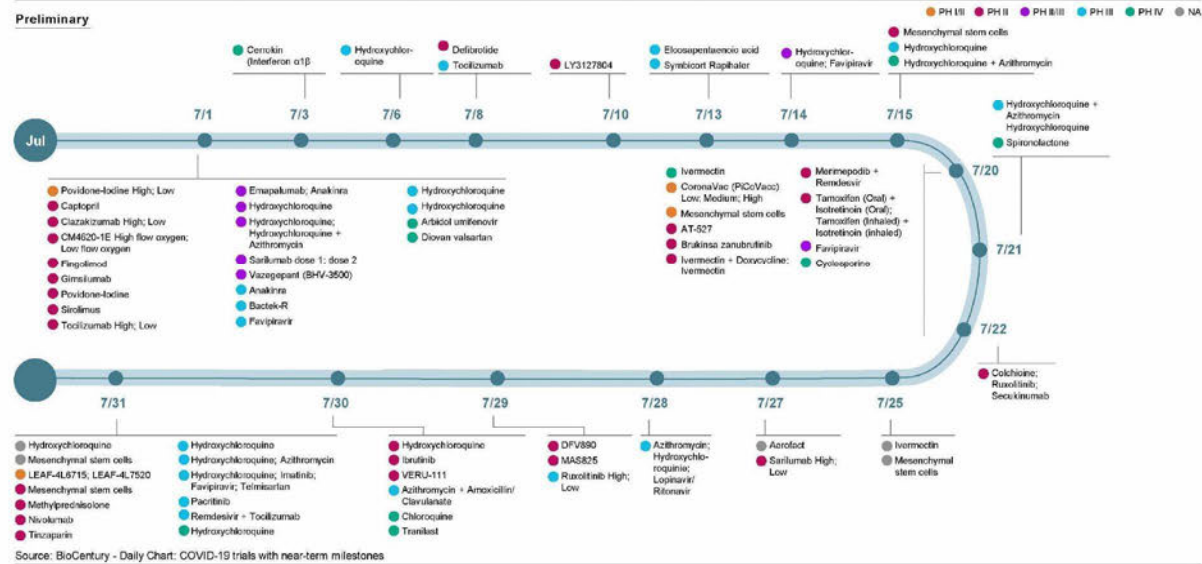 Preliminary
PH I/II
PH II
PH II/III
PH III
PH IV
NA
Cerrokin
(Interferon α1β
Hydroxychlor-
oquine
Defibrotide
Tocilizumab
LY3127804
Eicosapentaenoic acid
Symbicort Rapihaler
Hydroxychlor-
oquine; Favipiravir
Mesenchymal stem cells
Hydroxychloroquine
Hydroxychloroquine + Azithromycin
Jul
7/1
7/3
7/6
7/8
7/10
7/13
7/14
7/15
Hydroxychloroquine +
Azithromycin
Hydroxychloroquine
Spironolactone
7/20
7/21
7/22
Povidone-Iodine High; Low
Captopril
Clazakizumab High; Low
CM4620-1E High flow oxygen;
Low flow oxygen
Fingolimod
Gimsilumab
Povidone-Iodine
Sirolimus
Tocilizumab High; Low
Emapalumab; Anakinra
Hydroxychloroquine
Hydroxychloroquine;
Hydroxychloroquine +
Azithromycin
Sarilumab dose 1; dose 2
Vazegepant (BHV-3500)
Anakinra
Bactek-R
Favipiravir
Hydroxychloroquine
Hydroxychloroquine
Arbidol umifenovir
Diovan valsartan
Ivermectin
CoronaVac (PiCoVacc)
Low; Medium; High
Mesenchymal stem cells
AT-527
Brukinsa zanubrutinib
Ivermectin + Doxycycline;
Ivermectin
Merimepodib +
Remdesvir
Tamoxifen (Oral) +
Isotretinoin (Oral);
Tamoxifen (Inhaled) +
Isotretinoin (Inhaled)
Favipiravir
Cyclosporine
Colchicine;
Ruxolitinib;
Secukinumab
7/31
7/30
7/29
7/28
7/27
7/25
Hydroxychloroquine
Mesenchymal stem cells
LEAF-4L6715; LEAF-4L7520
Mesenchymal stem cells
Methylprednisolone
Nivolumab
Tinzaparin
Hydroxychloroquine
Hydroxychloroquine; Azithromycin
Hydroxychloroquine; Imatinib;
Favipiravir; Telmisartan
Pacritinib
Remdesivir + Tocilizumab
Hydroxychloroquine
Hydroxychloroquine
Ibrutinib
VERU-111
Azithromycin + Amoxicillin/
Clavulanate
Chloroquine
Tranilast
DFV890
MAS825
Ruxolitinib High;
Low
Azithromycin;
Hydroxychlo-
roquinie;
Lopinavir/
Ritonavir
Aerofact
Sarilumab High;
Low
Ivermectin
Mesenchymal
stem cells
Source: BioCentury - Daily Chart: COVID-19 trials with near-term milestones